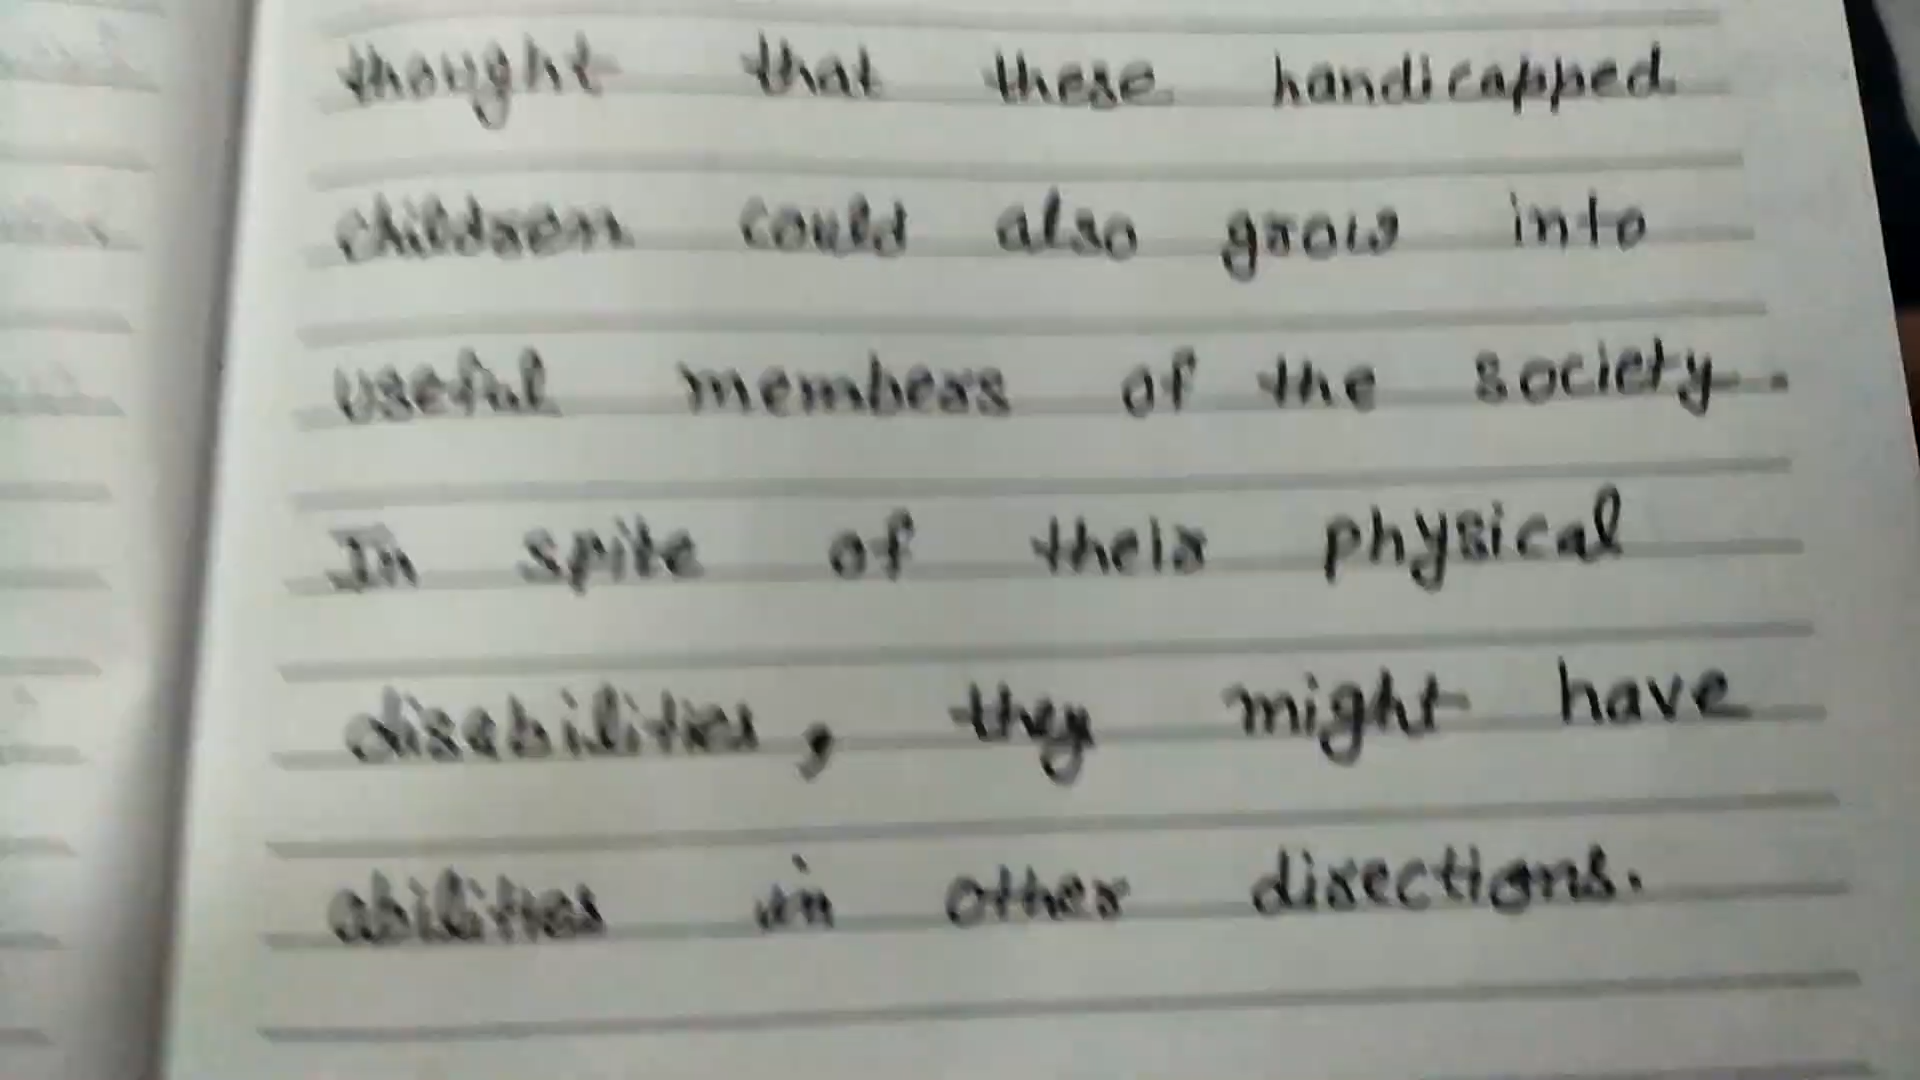 thought that these handicapped
children could also grow into
useful members of the society.
In spite of their physical
disabilities, they might have
abilities in other directions.